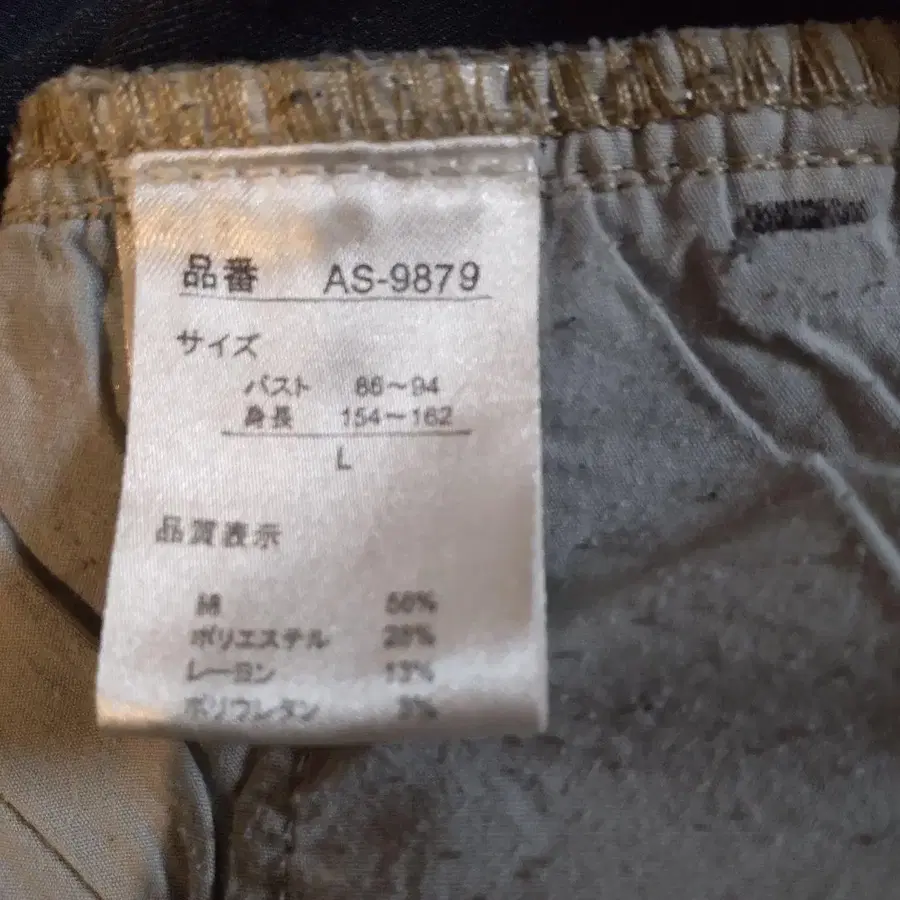 品番 AS-9879
サイズ
バスト 86～94
身長 154～162
L
品質表示
綿 56%
ポリエステル 28%
レーヨン 13%
ポリウレタン 3%